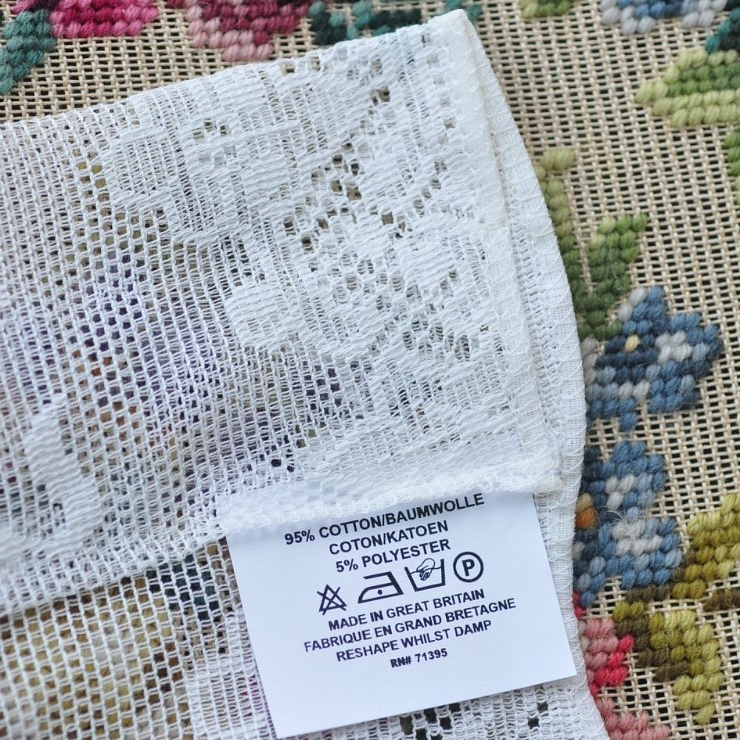 95% COTTON/BAUMWOLLE
COTON/KATOEN
5% POLYESTER
P
MADE IN GREAT BRITAIN
FABRIQUE EN GRAND BRETAGNE
RESHAPE WHILST DAMP
RN# 71395